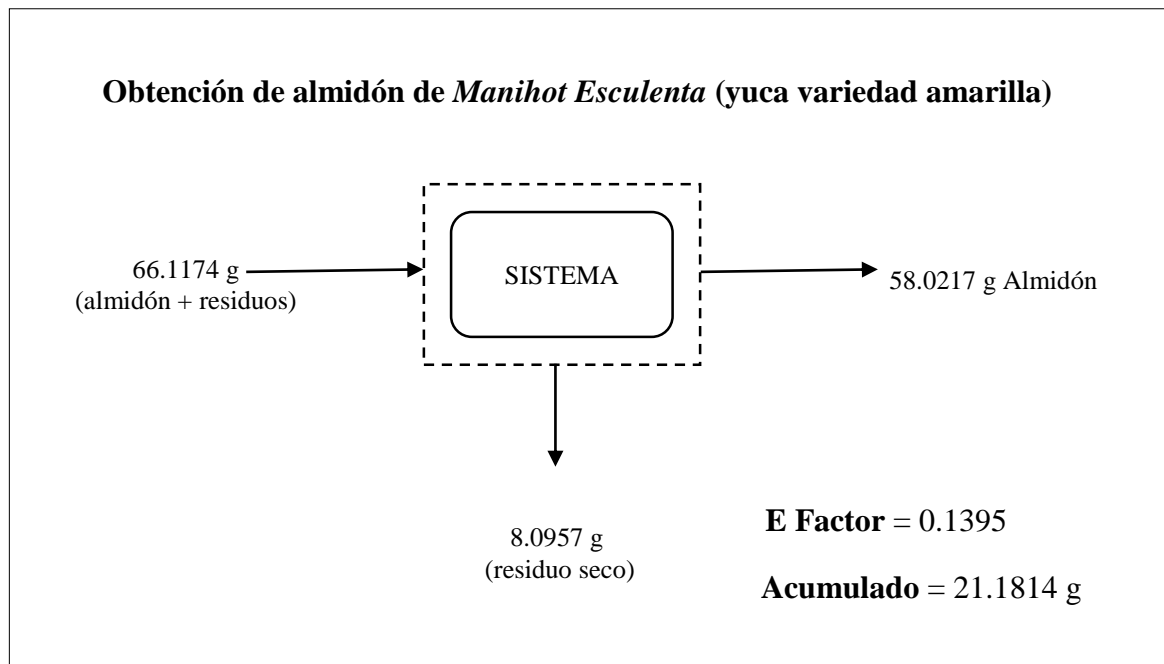 Obtención de almidón de Manihot Esculenta (yuca variedad amarilla)
66.1174 g
(almidón + residuos)
SISTEMA
58.0217 g Almidón
8.0957 g
(residuo seco)
E Factor = 0.1395
Acumulado = 21.1814 g